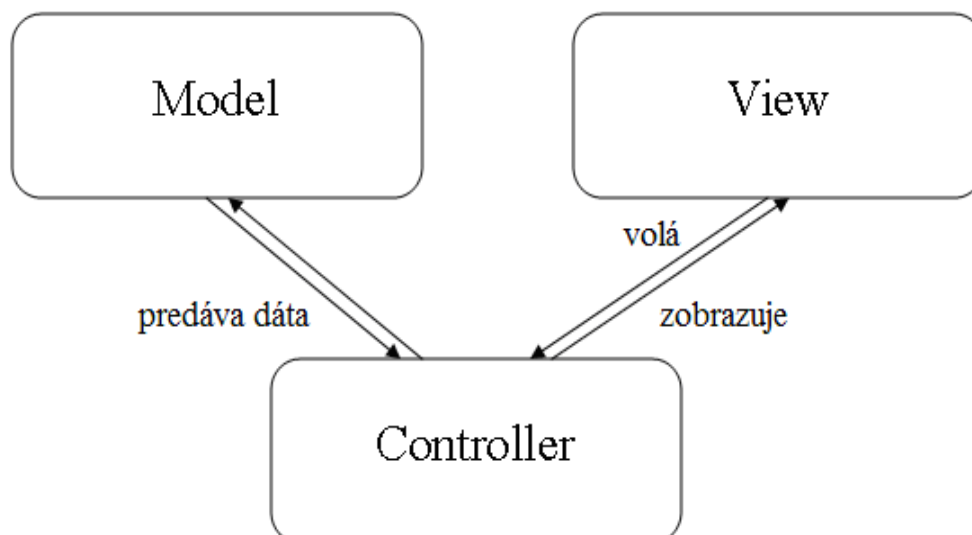 Model
View
volá
predáva dáta
zobrazuje
Controller